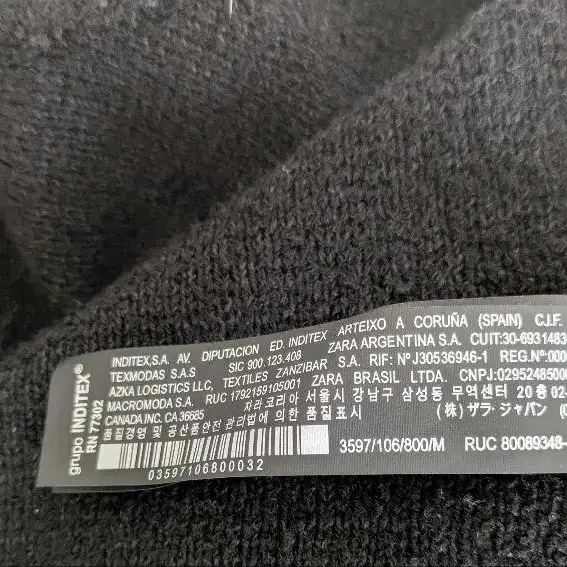 grupo INDITEX®
RN 77302
INDITEX,S.A. AV. DIPUTACION ED. INDITEX ARTEIXO A CORUÑA (SPAIN) C.I.F.
TEXMODAS S.A.S SIC 900.123.408 ZARA ARGENTINA S.A. CUIT:30-6931483
AZKA LOGISTICS LLC, TEXTILES ZANZIBAR S.A. RIF: NºJ30536946-1 REG.Nº:000
MACROMODA S.A. RUC 1792159105001 ZARA BRASIL LTDA. CNPJ:0295248500
CANADA INC. CA 36685 자라코리아 서울시 강남구 삼성동 무역센터 20층 02-
품질경영 및 공산품안전 관리법에 의한 품질표시 (株) ザラ・ジャパン (0
3597/106/800/M RUC 80089348-
03597106800032